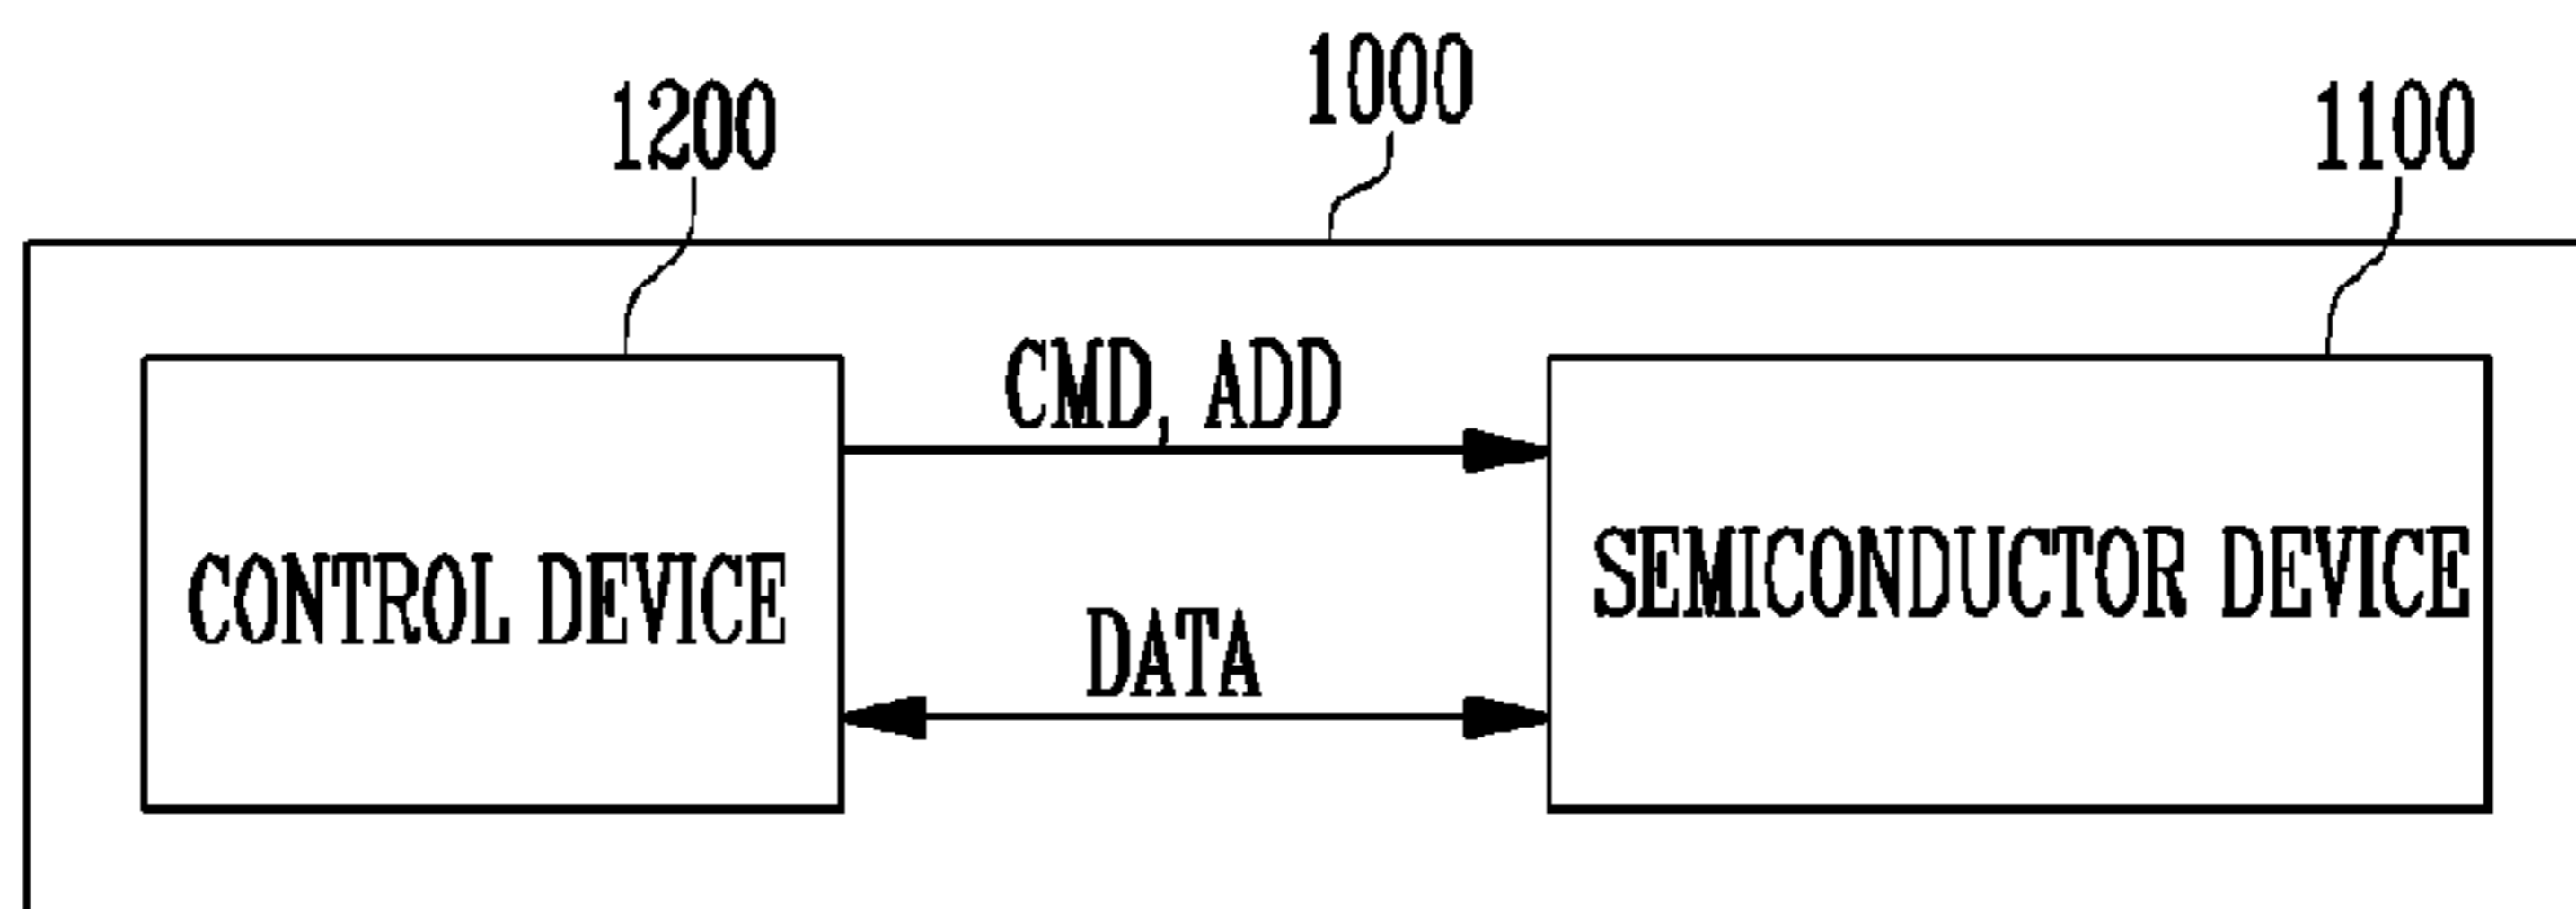 1000
1200
1100
CMD, ADD
CONTROL DEVICE
SEMICONDUCTOR DEVICE
DATA